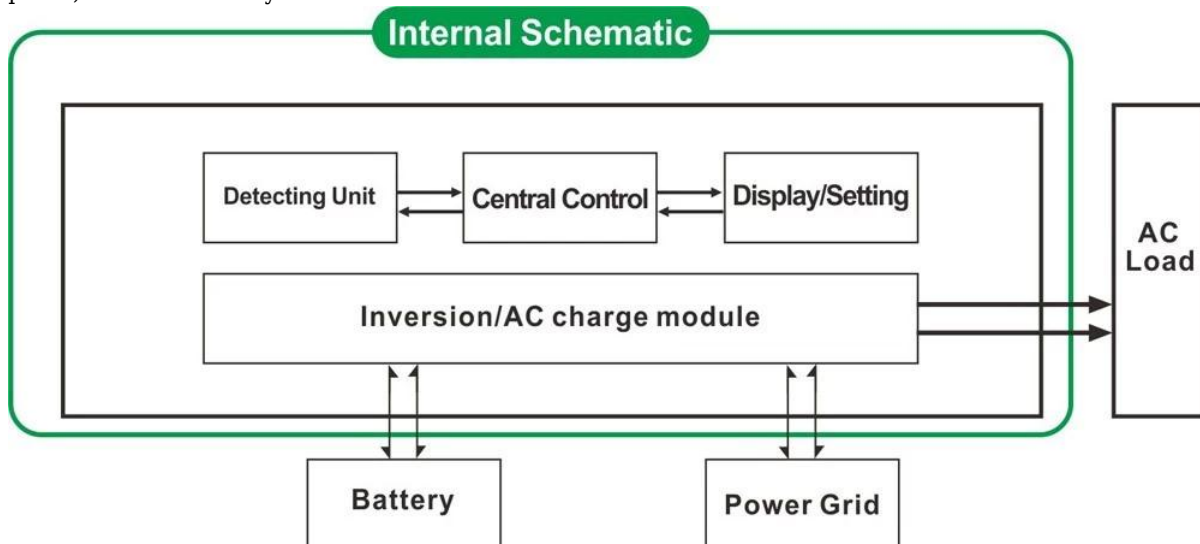 Internal Schematic
Detecting Unit
Central Control
Display/Setting
AC
Load
Inversion/AC charge module
Battery
Power Grid